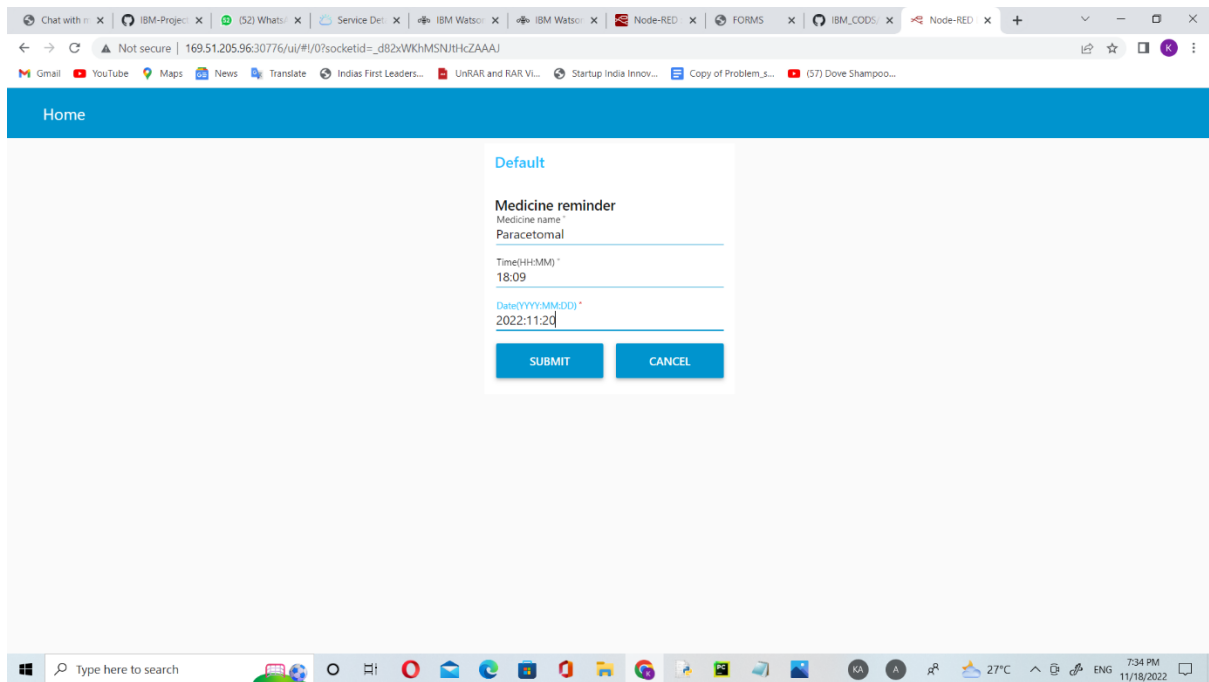 Chat with m
IBM-Project
(52) WhatsA
Service Det
IBM Watson
IBM Watson
Node-RED
FORMS
IBM_CODS
Node-RED
Not secure | 169.51.205.96:30776/ui/#!/0?socketid=_d82xWKhMSNJtHcZAAAJ
K
Gmail YouTube Maps News Translate Indias First Leaders... UnRAR and RAR Vi... Startup India Innov... Copy of Problem_s... (57) Dove Shampoo...
Home
Default
Medicine reminder
Medicine name *
Paracetomal
Time(HH:MM) *
18:09
Date(YYYY:MM:DD) *
2022:11:20
SUBMIT CANCEL
Type here to search
KA A 27°C ENG 7:34 PM
11/18/2022